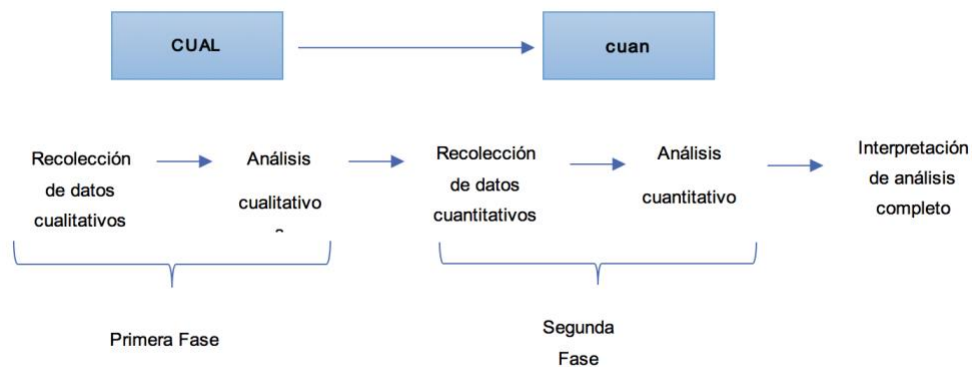 CUAL
cuan
Recolección
de datos
cualitativos
Análisis
cualitativo
Recolección
de datos
cuantitativos
Análisis
cuantitativo
Interpretación
de análisis
completo
Primera Fase
Segunda
Fase